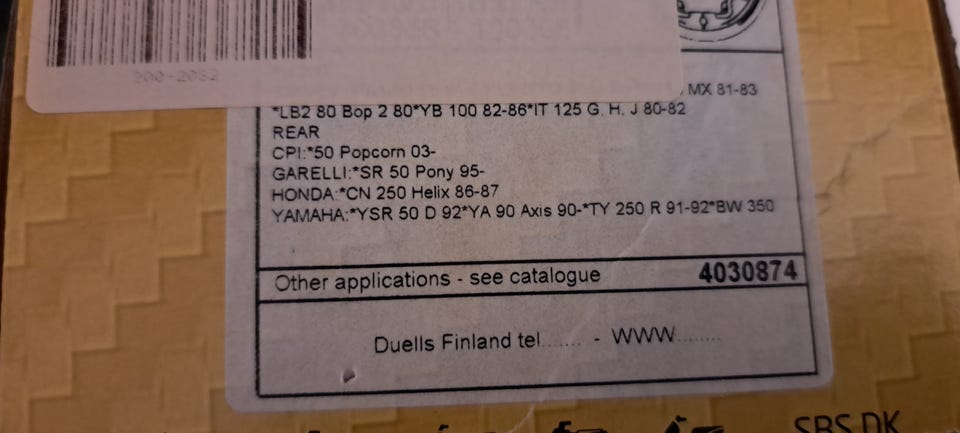 900-2082
MX 81-83
*LB2 80 Bop 2 80*YB 100 82-86*IT 125 G, H, J 80-82
REAR
CPI:*50 Popcorn 03-
GARELLI:*SR 50 Pony 95-
HONDA:*CN 250 Helix 86-87
YAMAHA:*YSR 50 D 92*YA 90 Axis 90-*TY 250 R 91-92*BW 350
Other applications - see catalogue 4030874
Duells Finland tel....... - WWW........
SBS DK